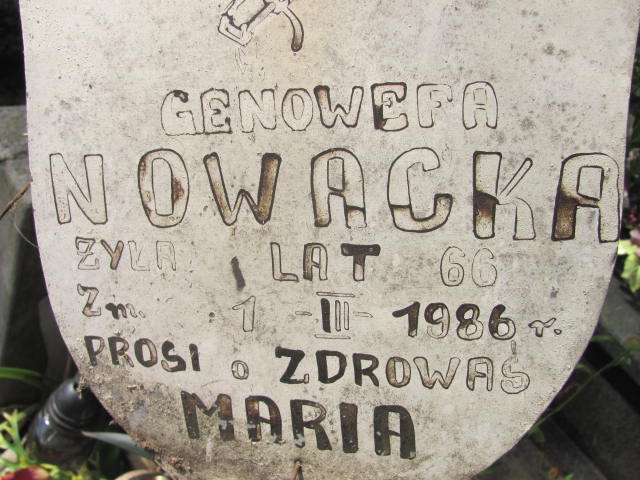 GENOWEFA
NOWACKA
ŻYŁA LAT 66
Zm. 1-III-1986 r.
PROSI o ZDROWAŚ
MARIA